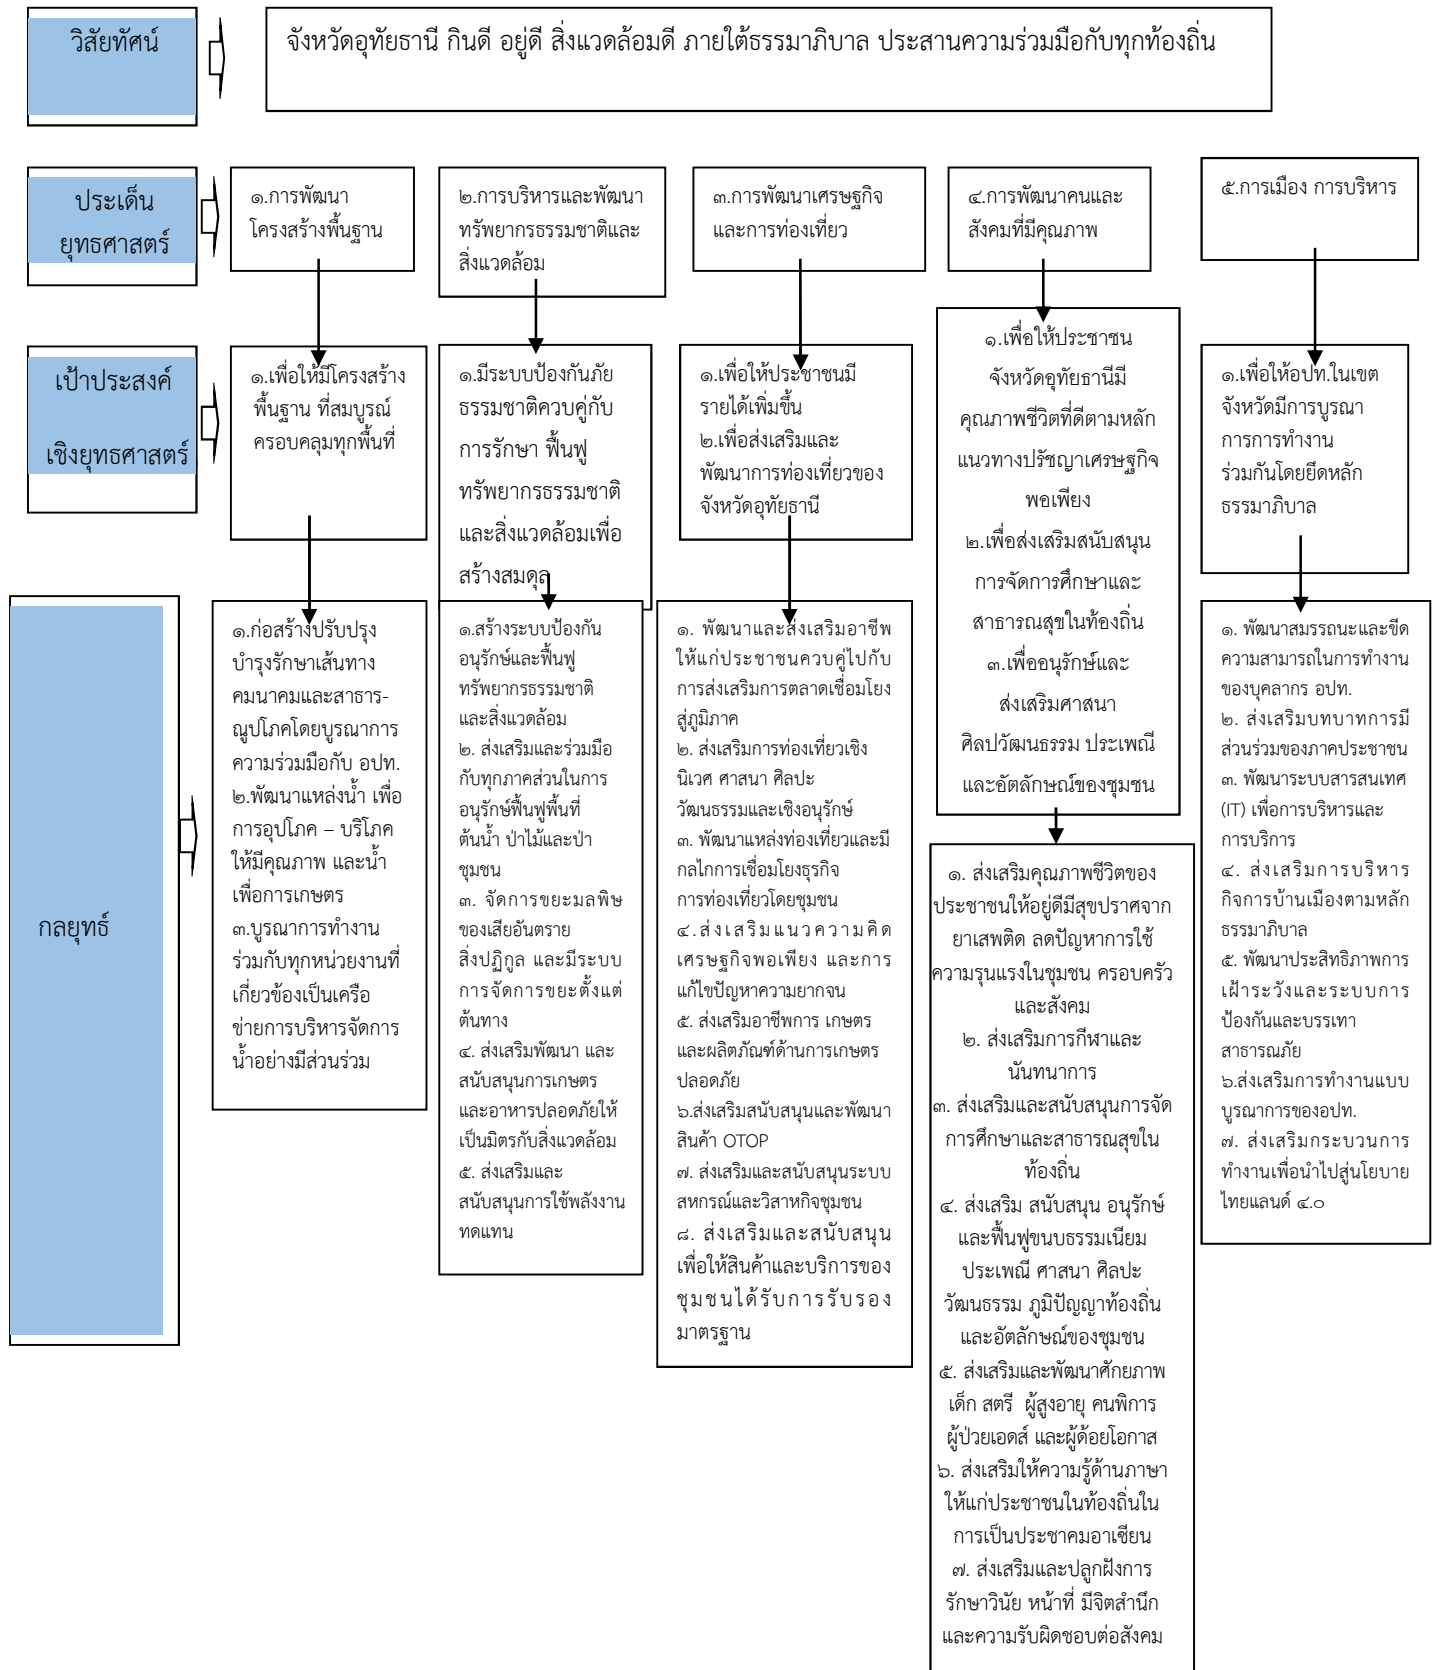 วิสัยทัศน์
จังหวัดอุทัยธานี กินดี อยู่ดี สิ่งแวดล้อมดี ภายใต้ธรรมาภิบาล ประสานความร่วมมือกับทุกท้องถิ่น
ประเด็น
ยุทธศาสตร์
๑.การพัฒนา
โครงสร้างพื้นฐาน
๒.การบริหารและพัฒนา
ทรัพยากรธรรมชาติและ
สิ่งแวดล้อม
๓.การพัฒนาเศรษฐกิจ
และการท่องเที่ยว
๔.การพัฒนาคนและ
สังคมที่มีคุณภาพ
๕.การเมือง การบริหาร
เป้าประสงค์
เชิงยุทธศาสตร์
๑.เพื่อให้มีโครงสร้าง
พื้นฐาน ที่สมบูรณ์
ครอบคลุมทุกพื้นที่
๑.มีระบบป้องกันภัย
ธรรมชาติควบคู่กับ
การรักษา ฟื้นฟู
ทรัพยากรธรรมชาติ
และสิ่งแวดล้อมเพื่อ
สร้างสมดุล
๑.เพื่อให้ประชาชนมี
รายได้เพิ่มขึ้น
๒.เพื่อส่งเสริมและ
พัฒนาการท่องเที่ยวของ
จังหวัดอุทัยธานี
๑.เพื่อให้ประชาชน
จังหวัดอุทัยธานีมี
คุณภาพชีวิตที่ดีตามหลัก
แนวทางปรัชญาเศรษฐกิจ
พอเพียง
๒.เพื่อส่งเสริมสนับสนุน
การจัดการศึกษาและ
สาธารณสุขในท้องถิ่น
๓.เพื่ออนุรักษ์และ
ส่งเสริมศาสนา
ศิลปวัฒนธรรม ประเพณี
และอัตลักษณ์ของชุมชน
๑.เพื่อให้อปท.ในเขต
จังหวัดมีการบูรณา
การการทำงาน
ร่วมกันโดยยึดหลัก
ธรรมาภิบาล
กลยุทธ์
๑.ก่อสร้างปรับปรุง
บำรุงรักษาเส้นทาง
คมนาคมและสาธาร-
ณูปโภคโดยบูรณาการ
ความร่วมมือกับ อปท.
๒.พัฒนาแหล่งน้ำ เพื่อ
การอุปโภค – บริโภค
ให้มีคุณภาพ และน้ำ
เพื่อการเกษตร
๓.บูรณาการทำงาน
ร่วมกับทุกหน่วยงานที่
เกี่ยวข้องเป็นเครือ
ข่ายการบริหารจัดการ
น้ำอย่างมีส่วนร่วม
๑.สร้างระบบป้องกัน
อนุรักษ์และฟื้นฟู
ทรัพยากรธรรมชาติ
และสิ่งแวดล้อม
๒. ส่งเสริมและร่วมมือ
กับทุกภาคส่วนในการ
อนุรักษ์ฟื้นฟูพื้นที่
ต้นน้ำ ป่าไม้และป่า
ชุมชน
๓. จัดการขยะมลพิษ
ของเสียอันตราย
สิ่งปฏิกูล และมีระบบ
การจัดการขยะตั้งแต่
ต้นทาง
๔. ส่งเสริมพัฒนา และ
สนับสนุนการเกษตร
และอาหารปลอดภัยให้
เป็นมิตรกับสิ่งแวดล้อม
๕. ส่งเสริมและ
สนับสนุนการใช้พลังงาน
ทดแทน
๑. พัฒนาและส่งเสริมอาชีพ
ให้แก่ประชาชนควบคู่ไปกับ
การส่งเสริมการตลาดเชื่อมโยง
สู่ภูมิภาค
๒. ส่งเสริมการท่องเที่ยวเชิง
นิเวศ ศาสนา ศิลปะ
วัฒนธรรมและเชิงอนุรักษ์
๓. พัฒนาแหล่งท่องเที่ยวและมี
กลไกการเชื่อมโยงธุรกิจ
การท่องเที่ยวโดยชุมชน
๔.ส่งเสริมแนวความคิด
เศรษฐกิจพอเพียง และการ
แก้ไขปัญหาความยากจน
๕. ส่งเสริมอาชีพการ เกษตร
และผลิตภัณฑ์ด้านการเกษตร
ปลอดภัย
๖.ส่งเสริมสนับสนุนและพัฒนา
สินค้า OTOP
๗. ส่งเสริมและสนับสนุนระบบ
สหกรณ์และวิสาหกิจชุมชน
๘. ส่งเสริมและสนับสนุน
เพื่อให้สินค้าและบริการของ
ชุมชนได้รับการรับรอง
มาตรฐาน
๑. ส่งเสริมคุณภาพชีวิตของ
ประชาชนให้อยู่ดีมีสุขปราศจาก
ยาเสพติด ลดปัญหาการใช้
ความรุนแรงในชุมชน ครอบครัว
และสังคม
๒. ส่งเสริมการกีฬาและ
นันทนาการ
๓. ส่งเสริมและสนับสนุนการจัด
การศึกษาและสาธารณสุขใน
ท้องถิ่น
๔. ส่งเสริม สนับสนุน อนุรักษ์
และฟื้นฟูขนบธรรมเนียม
ประเพณี ศาสนา ศิลปะ
วัฒนธรรม ภูมิปัญญาท้องถิ่น
และอัตลักษณ์ของชุมชน
๕. ส่งเสริมและพัฒนาศักยภาพ
เด็ก สตรี ผู้สูงอายุ คนพิการ
ผู้ป่วยเอดส์ และผู้ด้อยโอกาส
๖. ส่งเสริมให้ความรู้ด้านภาษา
ให้แก่ประชาชนในท้องถิ่นใน
การเป็นประชาคมอาเซียน
๗. ส่งเสริมและปลูกฝังการ
รักษาวินัย หน้าที่ มีจิตสำนึก
และความรับผิดชอบต่อสังคม
๑. พัฒนาสมรรถนะและขีด
ความสามารถในการทำงาน
ของบุคลากร อปท.
๒. ส่งเสริมบทบาทการมี
ส่วนร่วมของภาคประชาชน
๓. พัฒนาระบบสารสนเทศ
(IT) เพื่อการบริหารและ
การบริการ
๔. ส่งเสริมการบริหาร
กิจการบ้านเมืองตามหลัก
ธรรมาภิบาล
๕. พัฒนาประสิทธิภาพการ
เฝ้าระวังและระบบการ
ป้องกันและบรรเทา
สาธารณภัย
๖.ส่งเสริมการทำงานแบบ
บูรณาการของอปท.
๗. ส่งเสริมกระบวนการ
ทำงานเพื่อนำไปสู่นโยบาย
ไทยแลนด์ ๔.๐